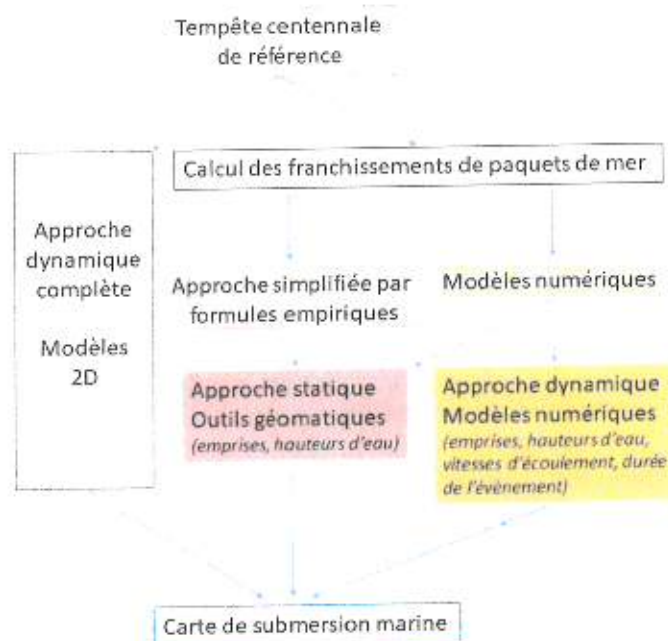 Tempête centennale
de référence
Calcul des franchissements de paquets de mer
Approche
dynamique
complète
Modèles
2D
Approche simplifiée par
formules empiriques
Modèles numériques
Approche statique
Outils géomatiques
(emprises, hauteurs d'eau)
Approche dynamique
Modèles numériques
(emprises, hauteurs d'eau,
vitesses d'écoulement, durée
de l'événement)
Carte de submersion marine